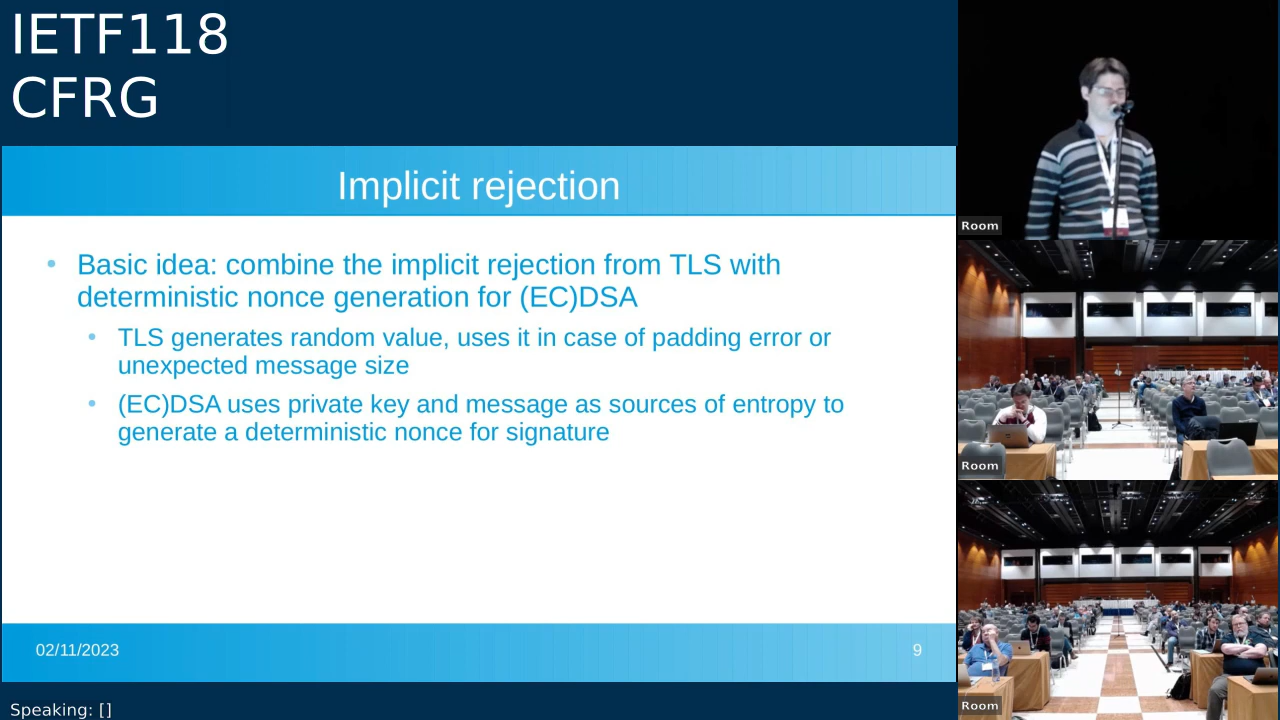 IETF118
CFRG
Implicit rejection
• Basic idea: combine the implicit rejection from TLS with
deterministic nonce generation for (EC)DSA
• TLS generates random value, uses it in case of padding error or
unexpected message size
• (EC)DSA uses private key and message as sources of entropy to
generate a deterministic nonce for signature
02/11/2023
9
Speaking: []
Room
Room
Room